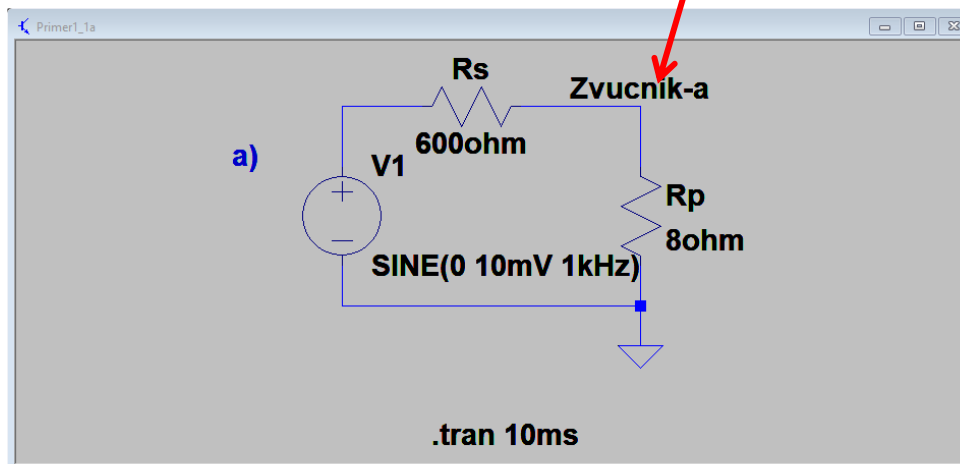 Primer1_1a
Rs
Zvucnik-a
600ohm
a)
V1
Rp
8ohm
SINE(0 10mV 1kHz)
.tran 10ms